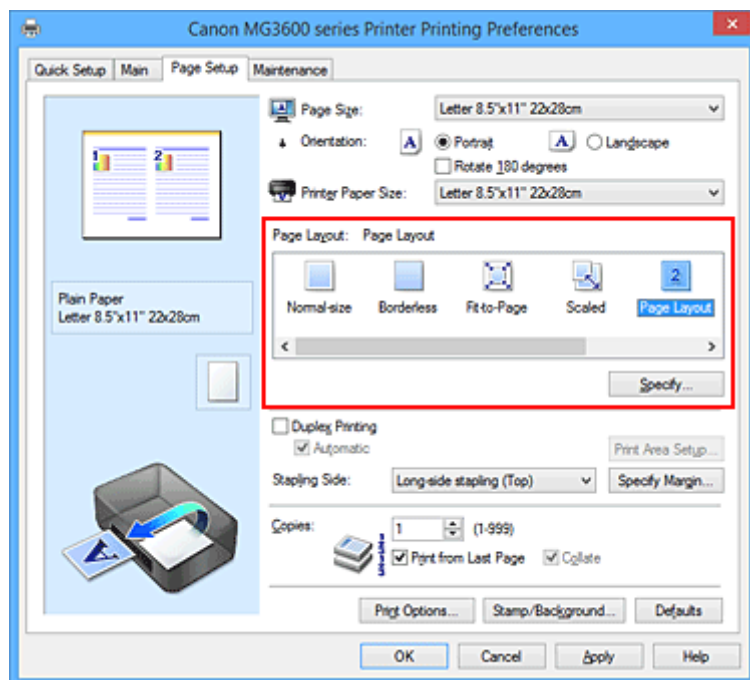 Canon MG3600 series Printer Printing Preferences
Quick Setup Main Page Setup Maintenance
Page Size: Letter 8.5"x11" 22x28cm
Orientation: A Portrait A Landscape
Rotate 180 degrees
Printer Paper Size: Letter 8.5"x11" 22x28cm
1 2
Page Layout: Page Layout
2
Normal-size Borderless Fit-to-Page Scaled Page Layout
Plain Paper
Letter 8.5"x11" 22x28cm
Specify...
Duplex Printing
Automatic Print Area Setup...
Stapling Side: Long-side stapling (Top) Specify Margin...
Copies: 1 (1-999)
Print from Last Page Collate
A
Print Options... Stamp/Background... Defaults
OK Cancel Apply Help